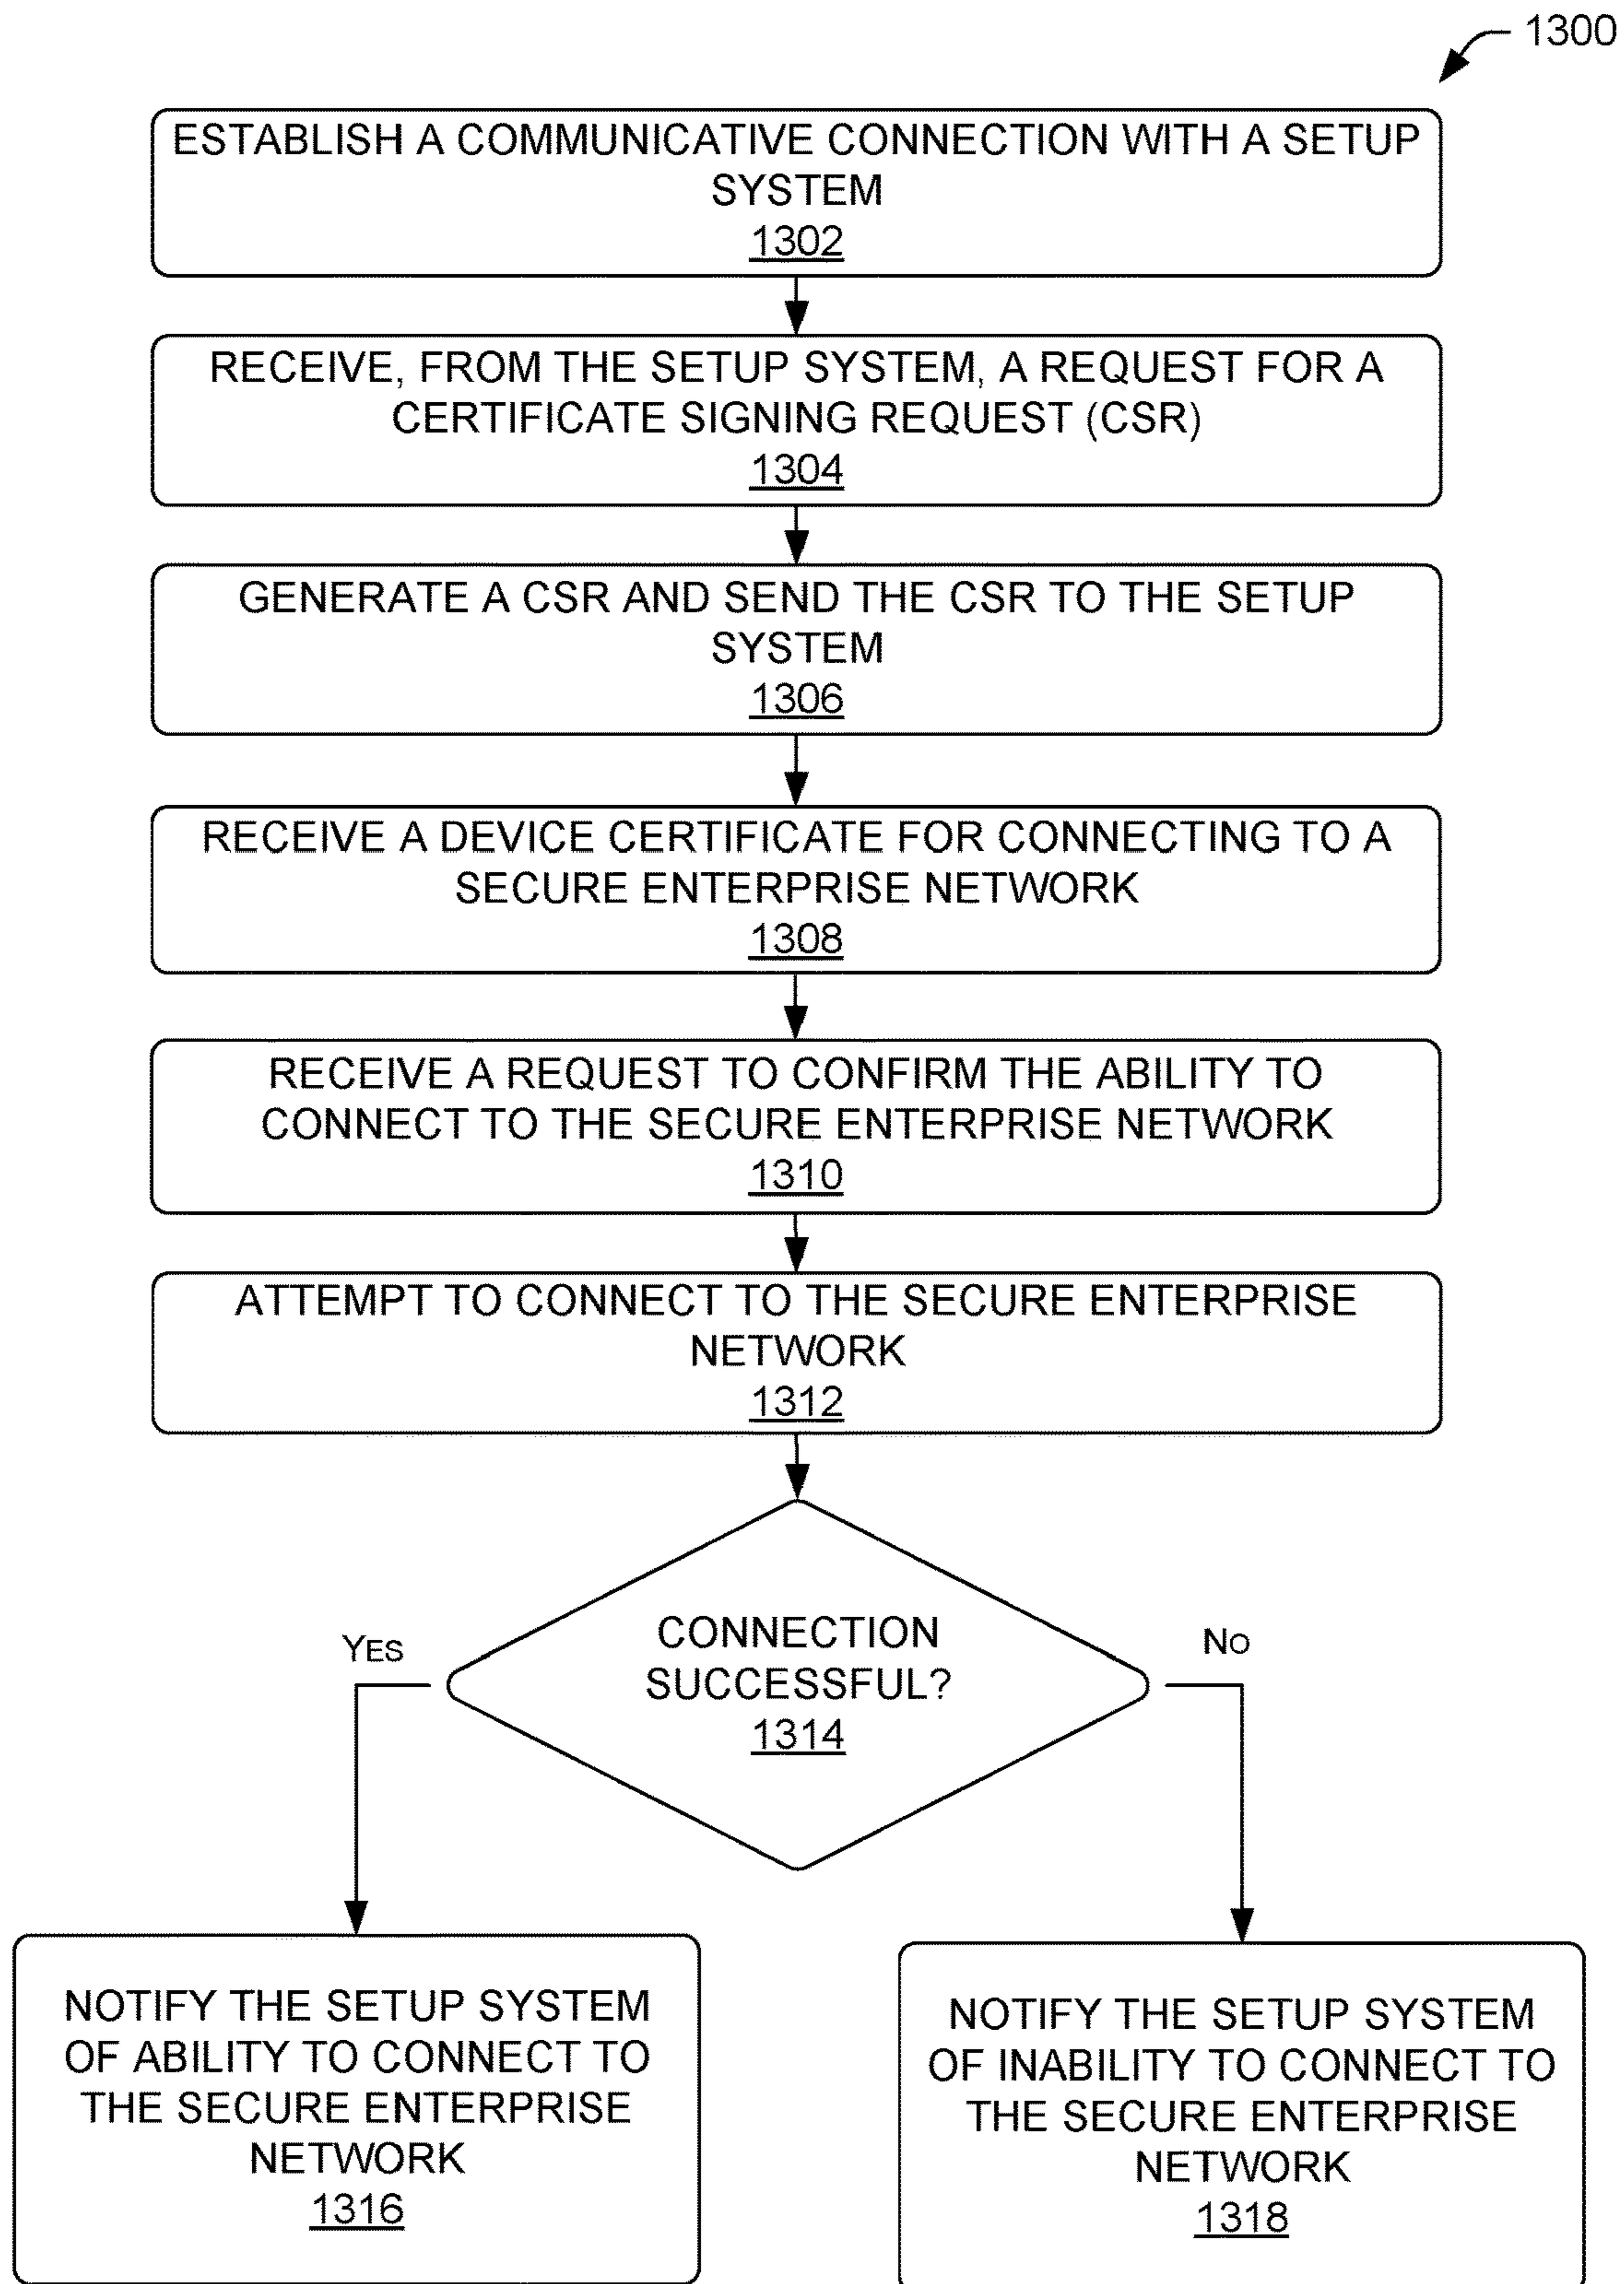 1300
ESTABLISH A COMMUNICATIVE CONNECTION WITH A SETUP
SYSTEM
1302
RECEIVE, FROM THE SETUP SYSTEM, A REQUEST FOR A
CERTIFICATE SIGNING REQUEST (CSR)
1304
GENERATE A CSR AND SEND THE CSR TO THE SETUP
SYSTEM
1306
RECEIVE A DEVICE CERTIFICATE FOR CONNECTING TO A
SECURE ENTERPRISE NETWORK
1308
RECEIVE A REQUEST TO CONFIRM THE ABILITY TO
CONNECT TO THE SECURE ENTERPRISE NETWORK
1310
ATTEMPT TO CONNECT TO THE SECURE ENTERPRISE
NETWORK
1312
CONNECTION
SUCCESSFUL?
1314
YES
NO
NOTIFY THE SETUP SYSTEM
OF ABILITY TO CONNECT TO
THE SECURE ENTERPRISE
NETWORK
1316
NOTIFY THE SETUP SYSTEM
OF INABILITY TO CONNECT TO
THE SECURE ENTERPRISE
NETWORK
1318